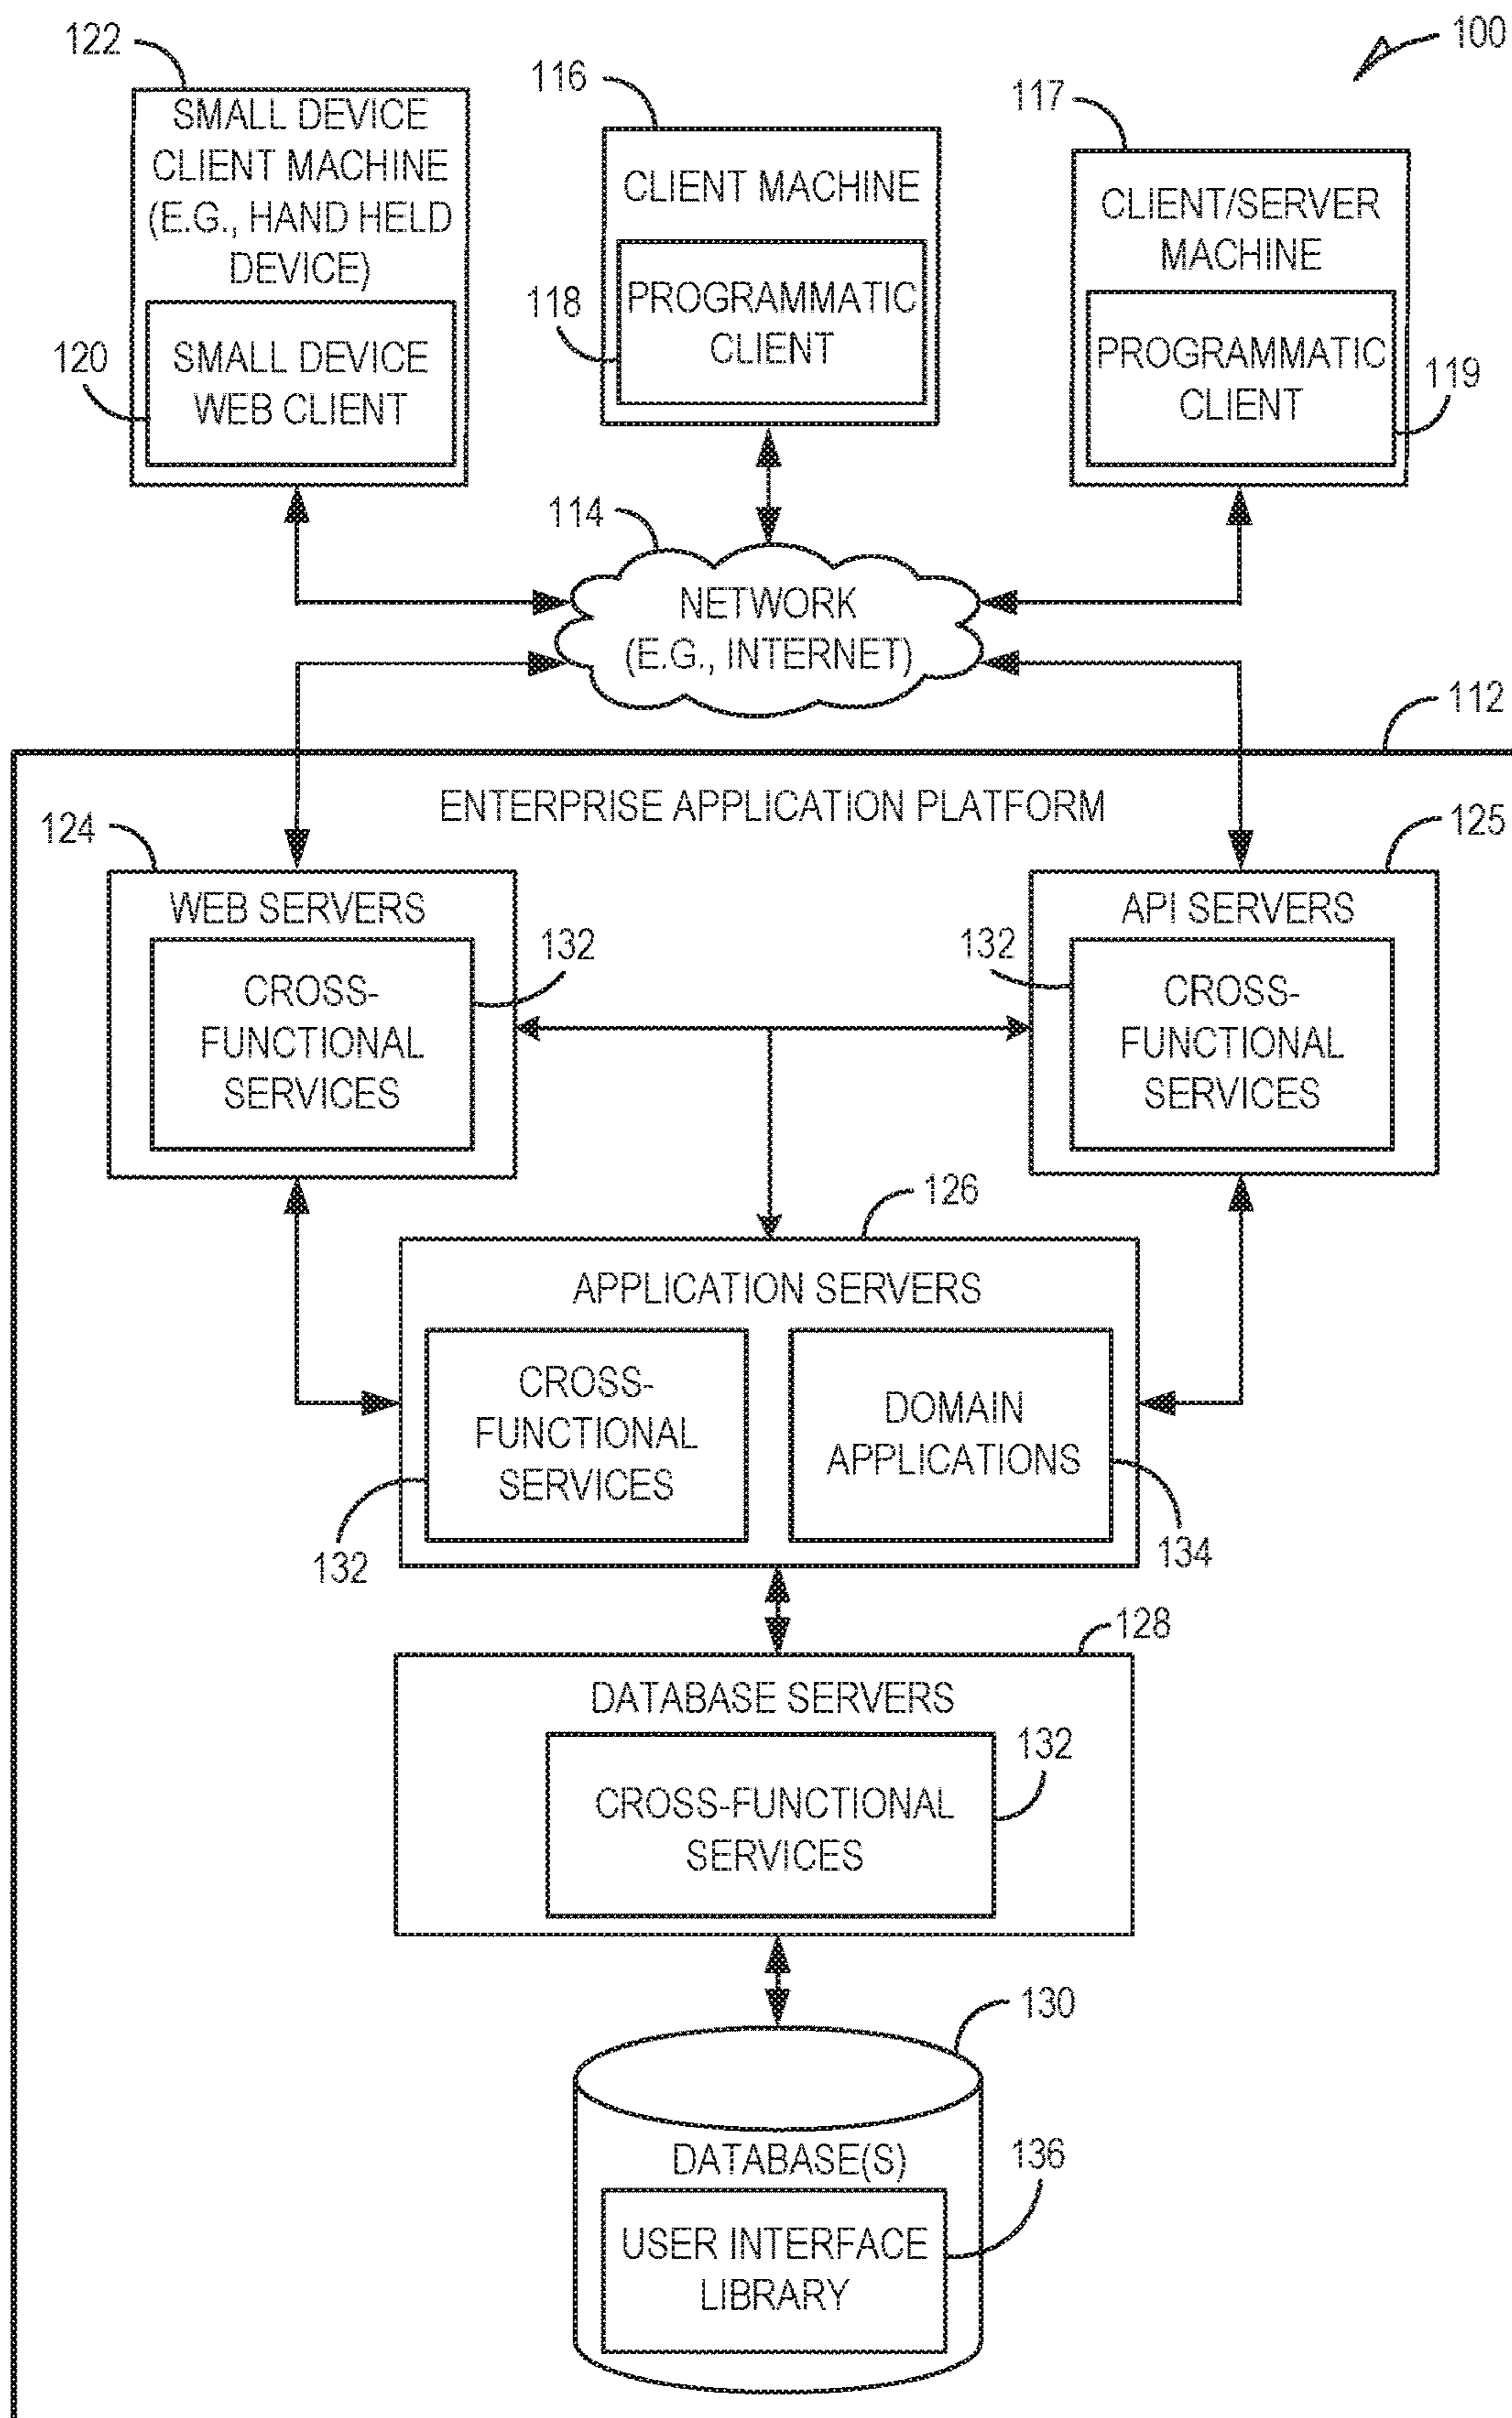 100
122
SMALL DEVICE
CLIENT MACHINE
(E.G., HAND HELD
DEVICE)
120
SMALL DEVICE
WEB CLIENT
116
CLIENT MACHINE
118
PROGRAMMATIC
CLIENT
117
CLIENT/SERVER
MACHINE
PROGRAMMATIC
CLIENT
119
114
NETWORK
(E.G., INTERNET)
112
ENTERPRISE APPLICATION PLATFORM
124
WEB SERVERS
132
CROSS-
FUNCTIONAL
SERVICES
125
API SERVERS
132
CROSS-
FUNCTIONAL
SERVICES
126
APPLICATION SERVERS
CROSS-
FUNCTIONAL
SERVICES
132
DOMAIN
APPLICATIONS
134
128
DATABASE SERVERS
132
CROSS-FUNCTIONAL
SERVICES
130
DATABASE(S)
136
USER INTERFACE
LIBRARY